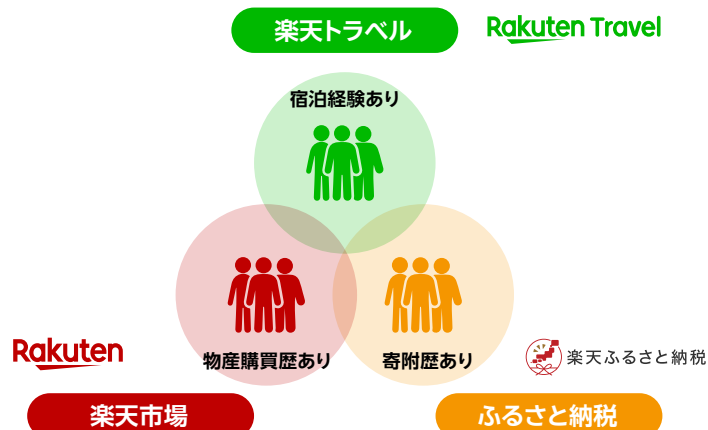 楽天トラベル
Rakuten Travel
宿泊経験あり
物産購買歴あり
寄附歴あり
Rakuten
楽天ふるさと納税
楽天市場
ふるさと納税